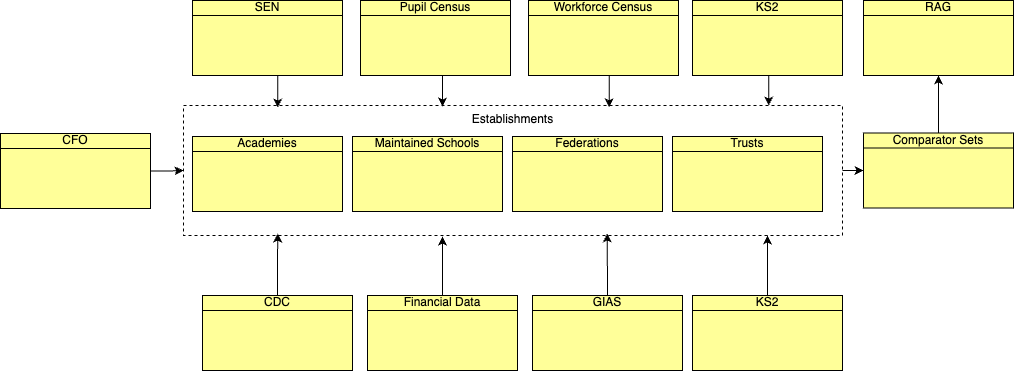 SEN
Pupil Census
Workforce Census
KS2
RAG
Establishments
CFO
Academies
Maintained Schools
Federations
Trusts
Comparator Sets
CDC
Financial Data
GIAS
KS2